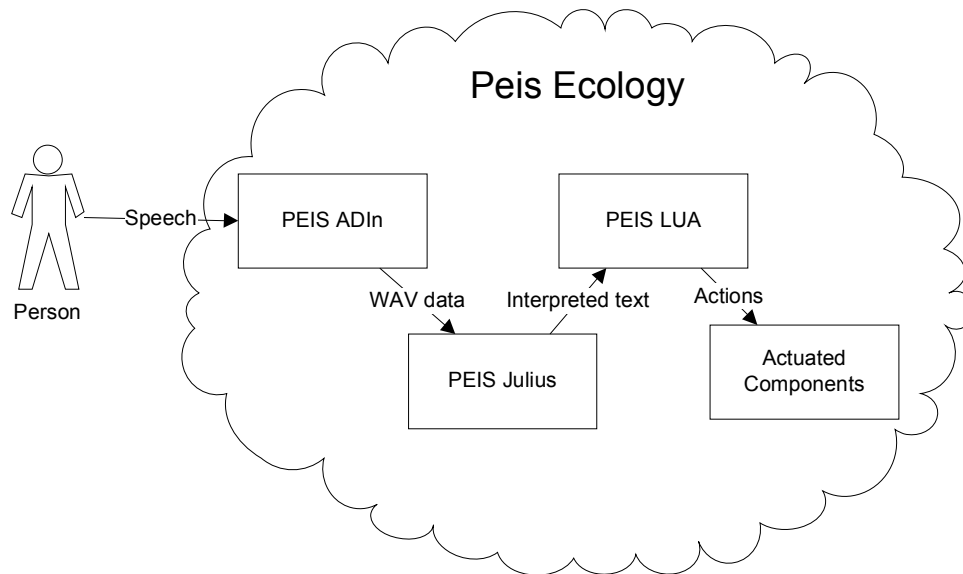 Peis Ecology
Speech
PEIS ADIn
PEIS LUA
Person
WAV data
Interpreted text
Actions
PEIS Julius
Actuated
Components